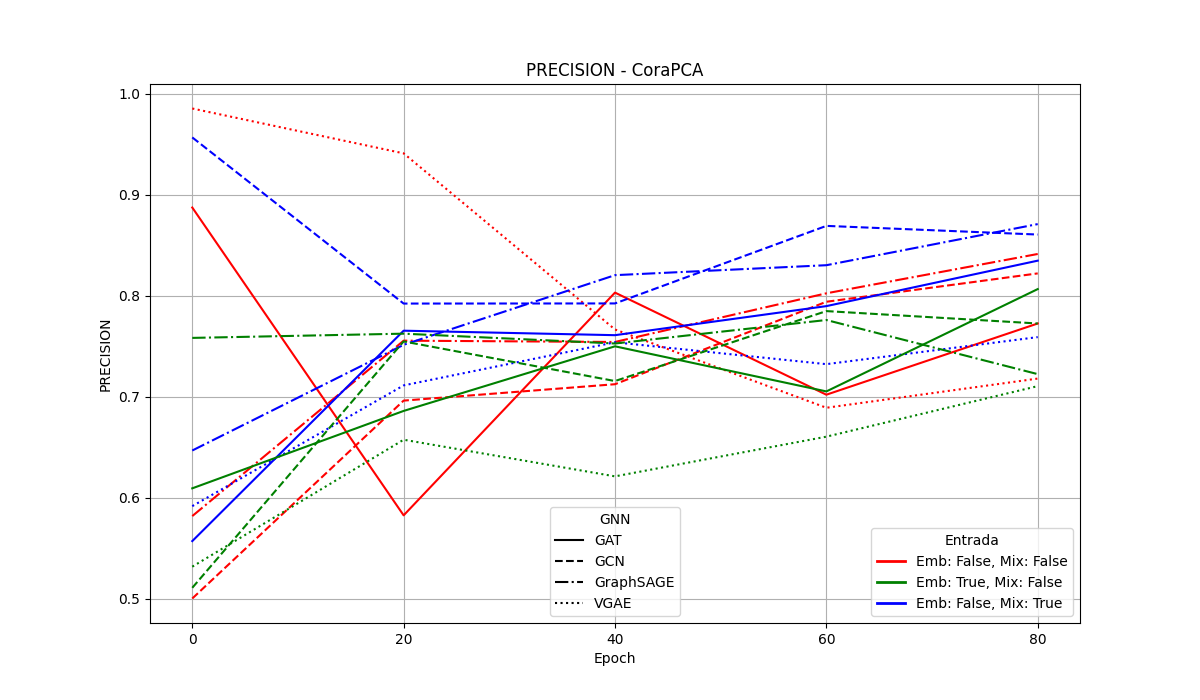 PRECISION - CoraPCA
1.0
0.9
0.8
0.7
0.6
0.5
PRECISION
0
20
40
60
80
Epoch
GNN
GAT
GCN
GraphSAGE
VGAE
Entrada
Emb: False, Mix: False
Emb: True, Mix: False
Emb: False, Mix: True